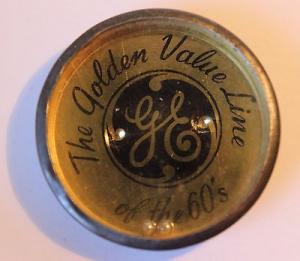 The Golden Value Line
GE
of the 60's